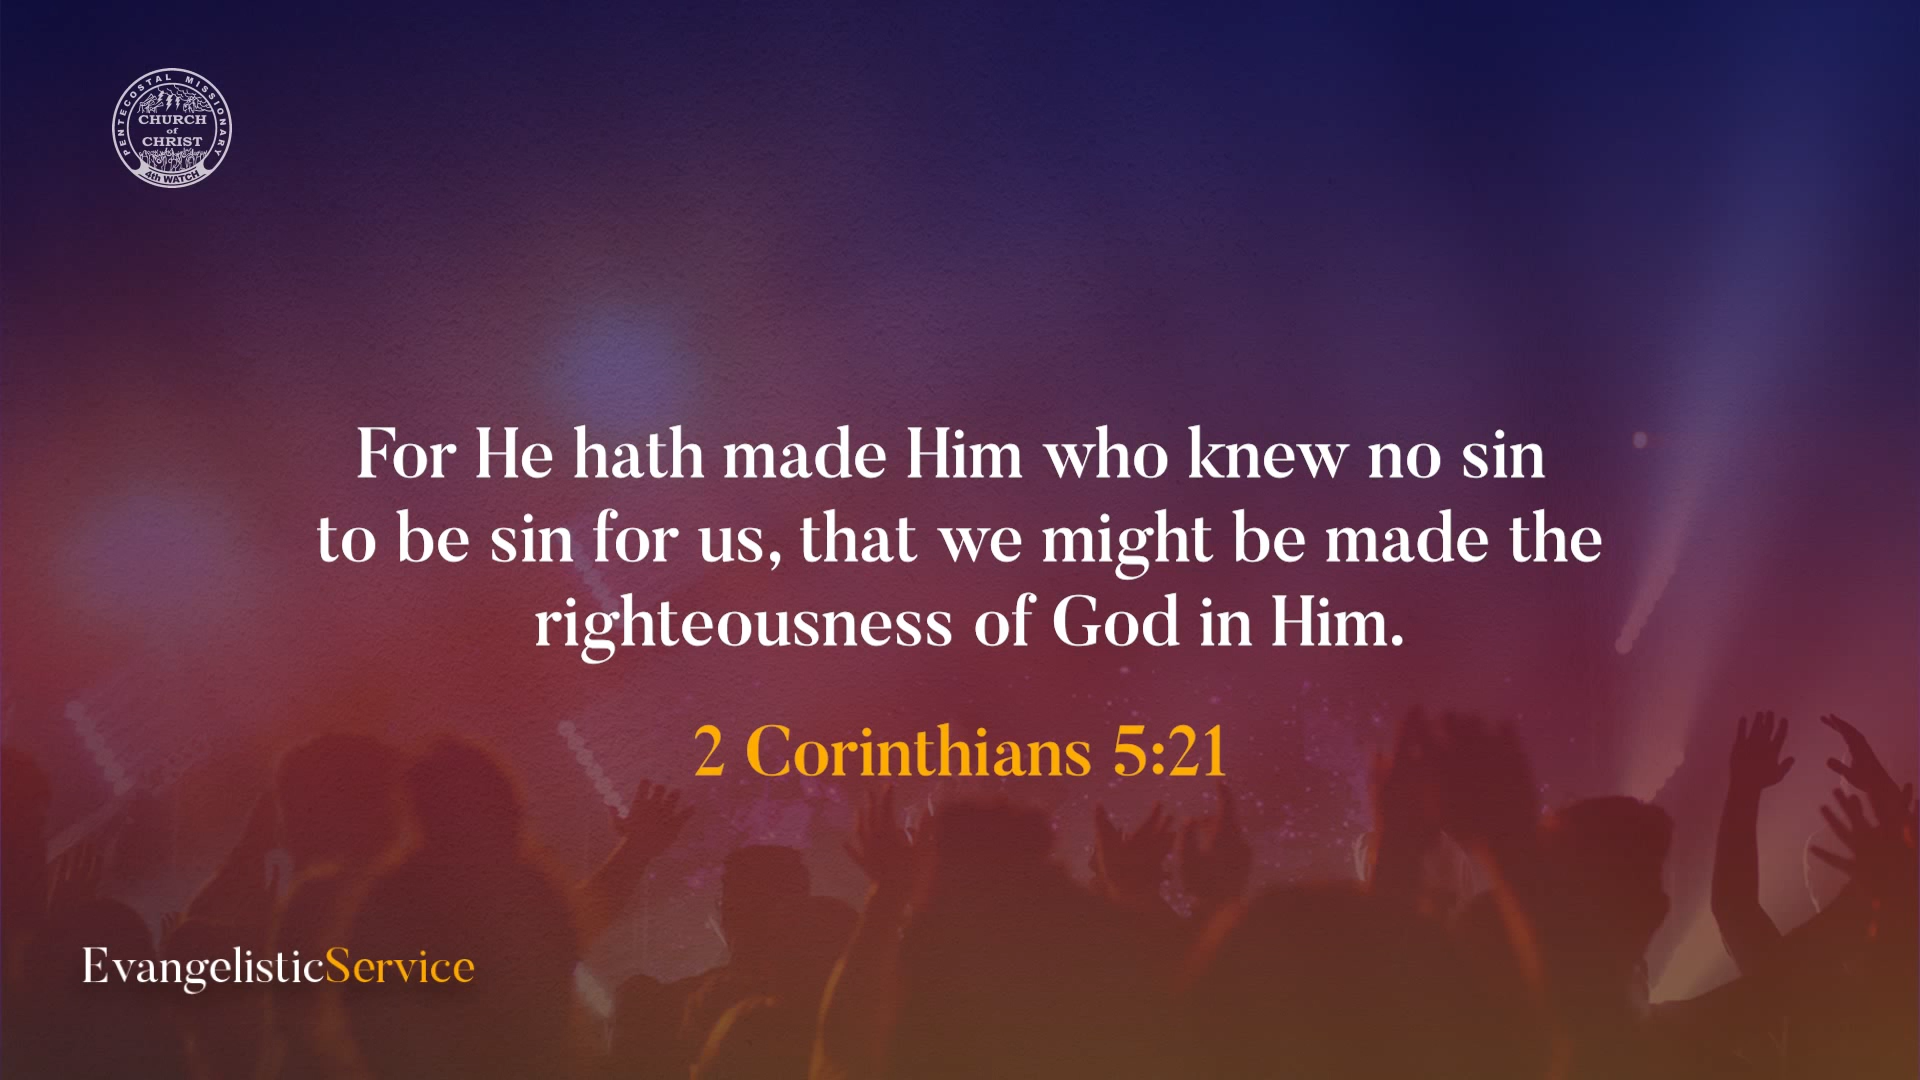 PENTECOSTAL MISSIONARY
CHURCH
of
CHRIST
4th WATCH
For He hath made Him who knew no sin
to be sin for us, that we might be made the
righteousness of God in Him.
2 Corinthians 5:21
EvangelisticService